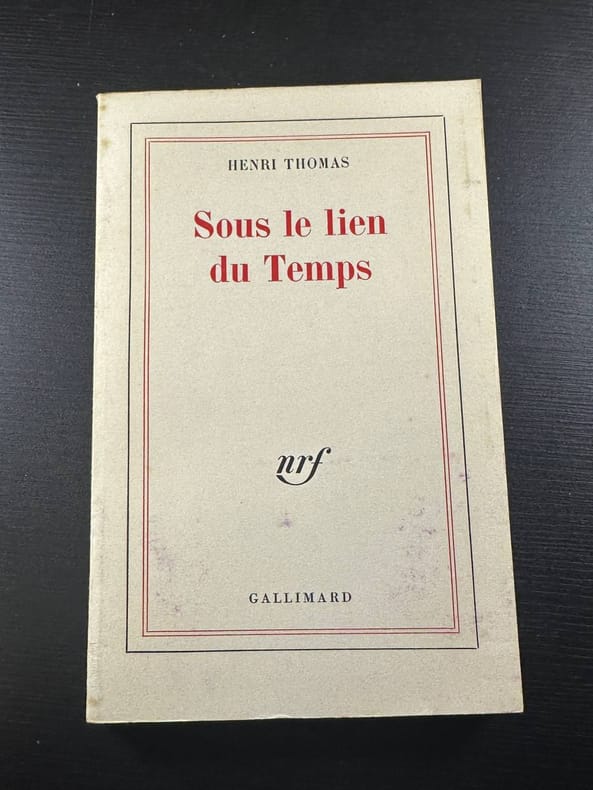 HENRI THOMAS
Sous le lien
du Temps
nrf
GALLIMARD